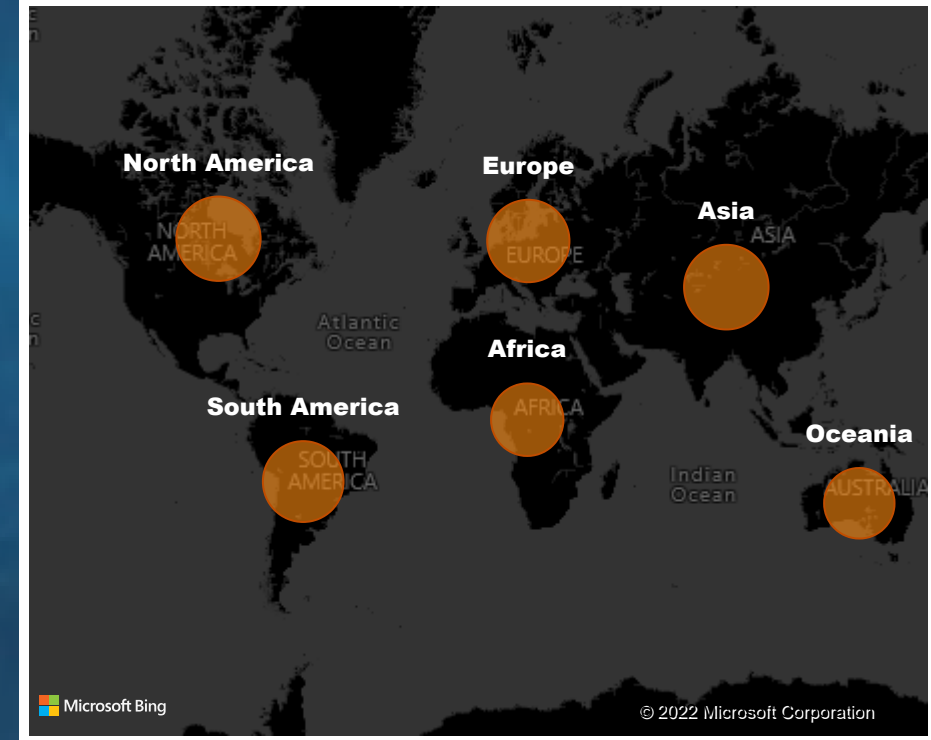 North America
Europe
Asia
ASIA
NORTH
AMERICA
EUROPE
Atlantic
Ocean
Africa
AFRICA
South America
Oceania
SOUTH
AMERICA
Indian
Ocean
AUSTRALIA
Microsoft Bing
© 2022 Microsoft Corporation